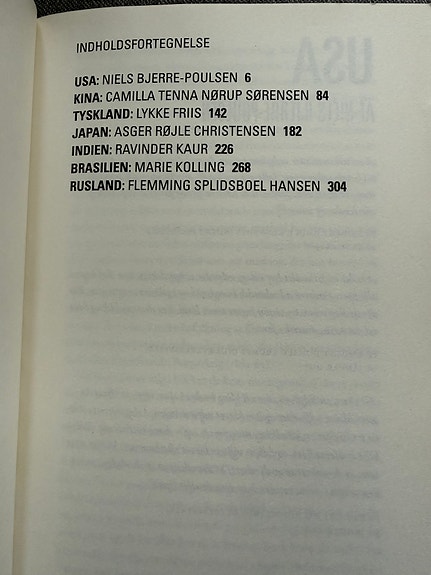 INDHOLDSFORTEGNELSE
USA: NIELS BJERRE-POULSEN 6
KINA: CAMILLA TENNA NØRUP SØRENSEN 84
TYSKLAND: LYKKE FRIIS 142
JAPAN: ASGER RØJLE CHRISTENSEN 182
INDIEN: RAVINDER KAUR 226
BRASILIEN: MARIE KOLLING 268
RUSLAND: FLEMMING SPLIDSBOEL HANSEN 304